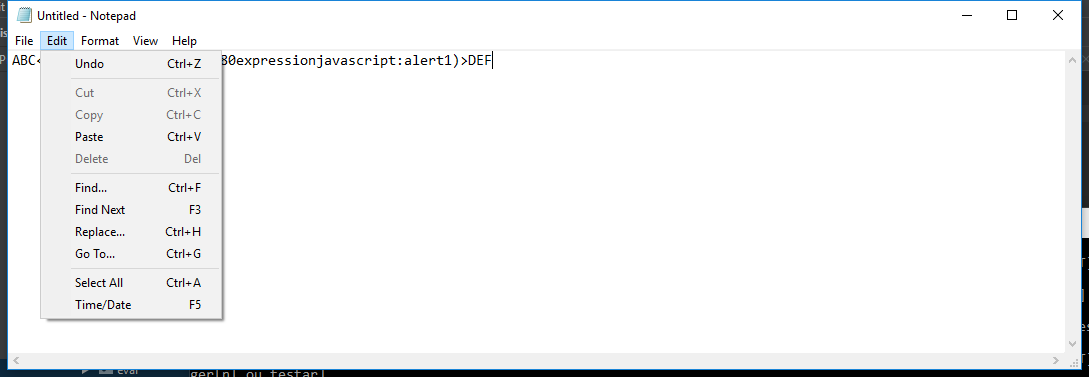 Untitled - Notepad
File Edit Format View Help
ABC< 80expressionjavascript:alert1)>DEF
Undo Ctrl+Z
Cut Ctrl+X
Copy Ctrl+C
Paste Ctrl+V
Delete Del
Find... Ctrl+F
Find Next F3
Replace... Ctrl+H
Go To... Ctrl+G
Select All Ctrl+A
Time/Date F5
eval
ger[n] ou testar]